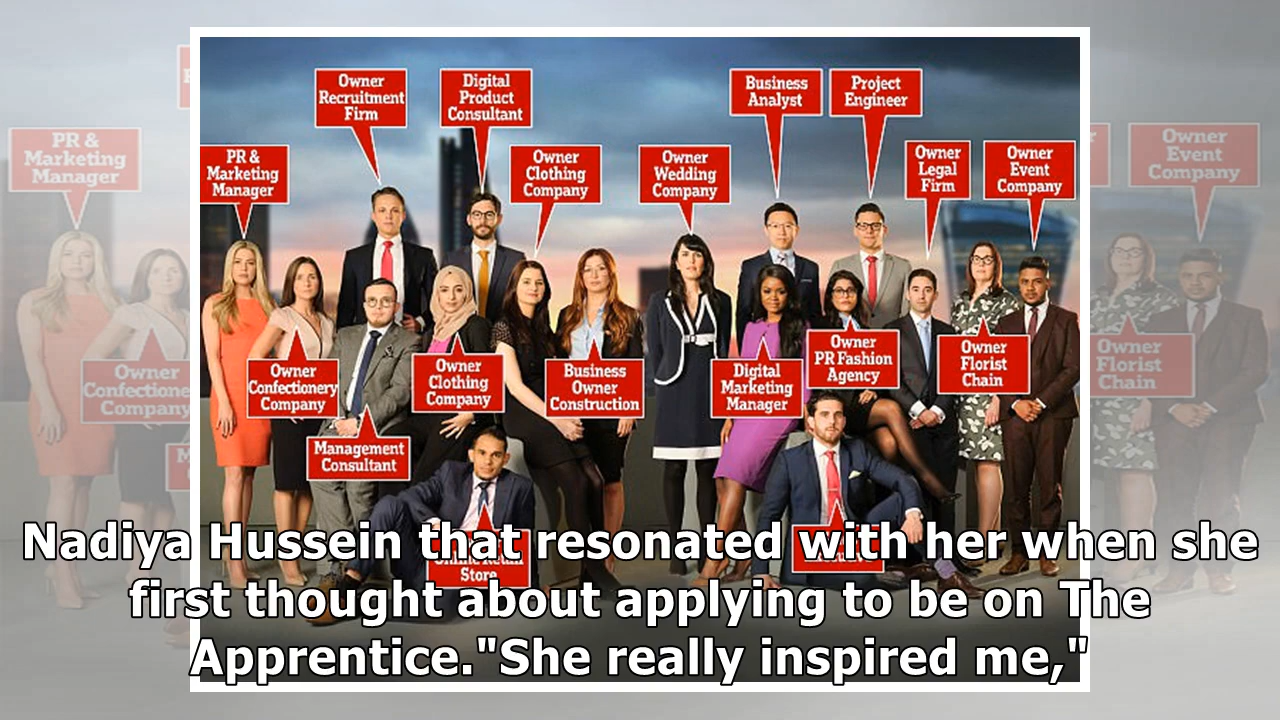 Owner
Recruitment
Firm
Digital
Product
Consultant
Business
Analyst
Project
Engineer
PR &
Marketing
Manager
Owner
Clothing
Company
Owner
Wedding
Company
Owner
Legal
Firm
Owner
Event
Company
PR &
Marketing
Manager
Owner
Event
Company
Owner
Confectionery
Company
Owner
Clothing
Company
Business
Owner
Construction
Digital
Marketing
Manager
Owner
PR Fashion
Agency
Owner
Florist
Chain
Owner
Company
Owner
Florist
Chain
Management
Consultant
Store
Nadiya Hussein that resonated with her when she
first thought about applying to be on The
Apprentice."She really inspired me,"